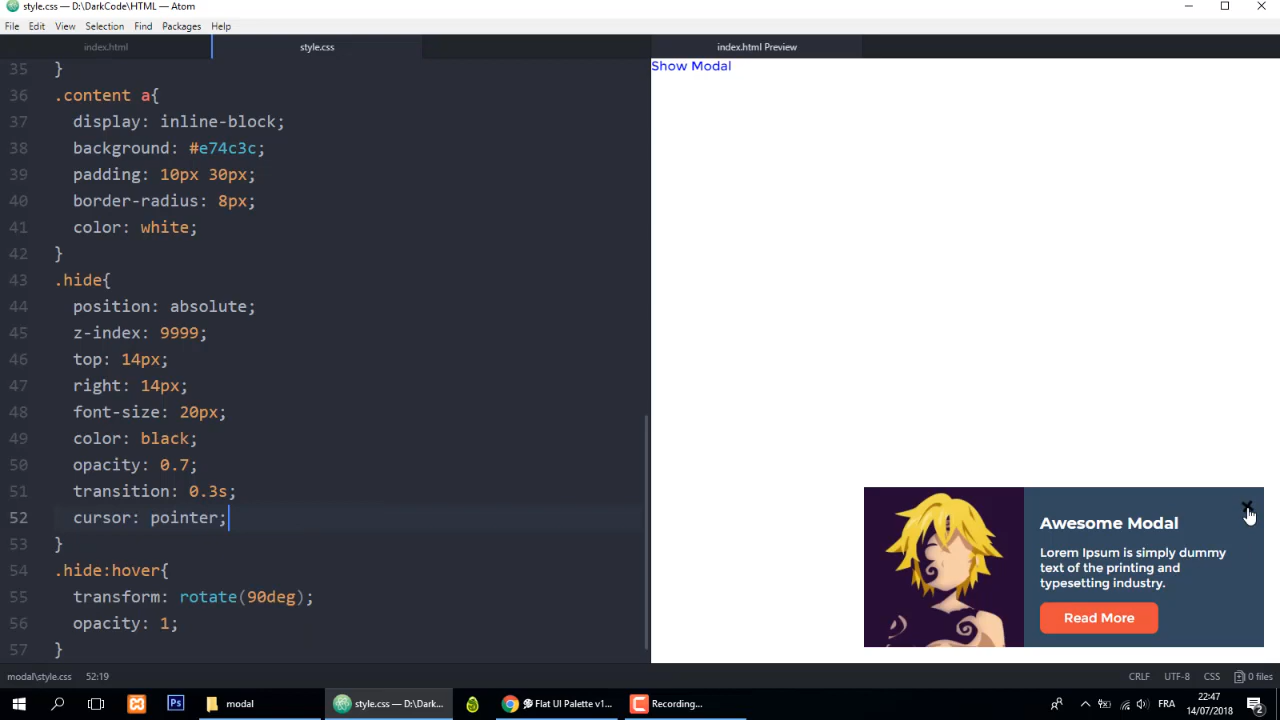 style.css — D:\DarkCode\HTML — Atom
File Edit View Selection Find Packages Help
index.html style.css index.html Preview
35 }
36 .content a{
37 display: inline-block;
38 background: #e74c3c;
39 padding: 10px 30px;
40 border-radius: 8px;
41 color: white;
42 }
43 .hide{
44 position: absolute;
45 z-index: 9999;
46 top: 14px;
47 right: 14px;
48 font-size: 20px;
49 color: black;
50 opacity: 0.7;
51 transition: 0.3s;
52 cursor: pointer;
53 }
54 .hide:hover{
55 transform: rotate(90deg);
56 opacity: 1;
57 }
Show Modal
Awesome Modal
Lorem Ipsum is simply dummy
text of the printing and
typesetting industry.
Read More
modal\style.css 52:19 CRLF UTF-8 CSS 0 files
modal style.css — D:\Dark... Flat UI Palette v1... Recording... FRA 22:47
14/07/2018 2